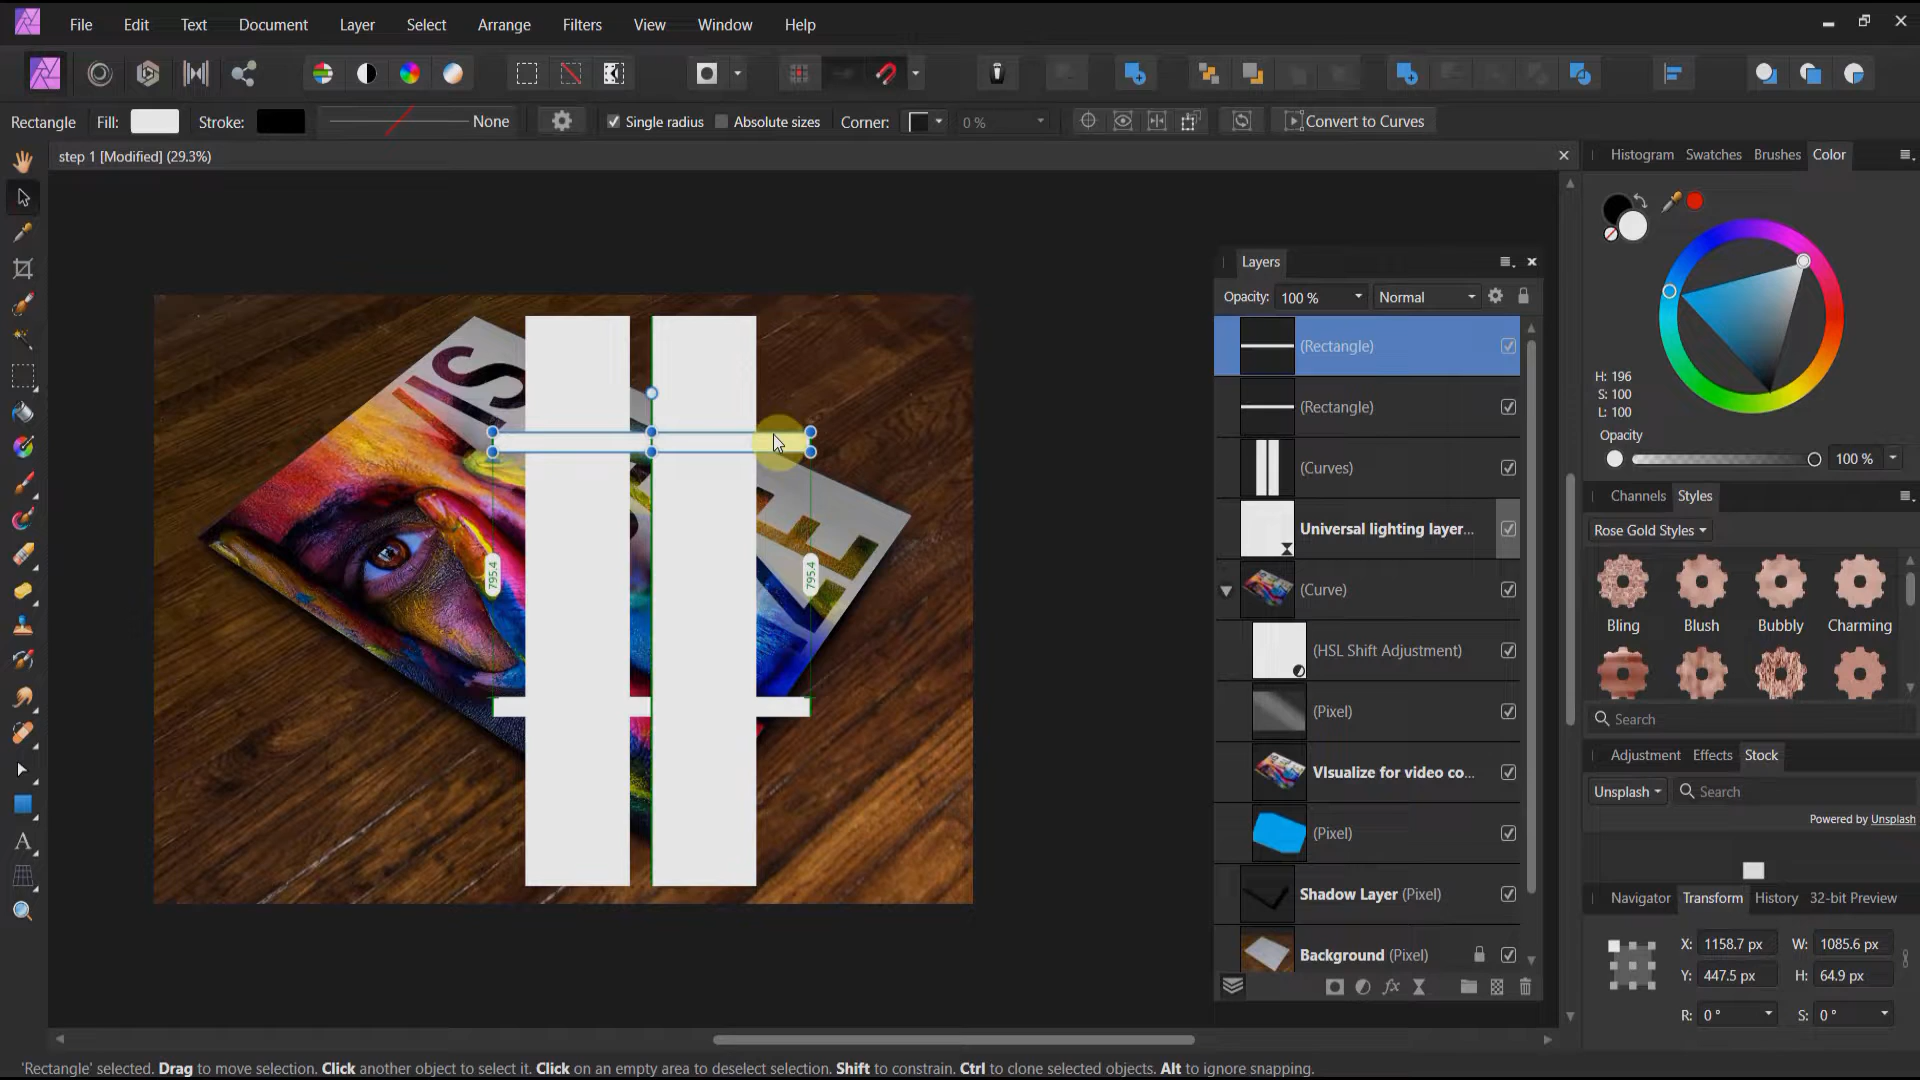 File Edit Text Document Layer Select Arrange Filters View Window Help
Rectangle Fill: Stroke: None Single radius Absolute sizes Corner: 0 % Convert to Curves
step 1 [Modified] (29.3%)
Histogram Swatches Brushes Color
H: 196
S: 100
L: 100
Opacity
100 %
Channels Styles
Rose Gold Styles
Bling Blush Bubbly Charming
Search
Adjustment Effects Stock
Unsplash Search
Powered by Unsplash
Navigator Transform History 32-bit Preview
X: 1158.7 px W: 1085.6 px
Y: 447.5 px H: 64.9 px
R: 0 ° S: 0 °
Layers
Opacity: 100 % Normal
(Rectangle)
(Rectangle)
(Curves)
Universal lighting layer...
(Curve)
(HSL Shift Adjustment)
(Pixel)
VIsualize for video co...
(Pixel)
Shadow Layer (Pixel)
Background (Pixel)
795.4
795.4
'Rectangle' selected. Drag to move selection. Click another object to select it. Click on an empty area to deselect selection. Shift to constrain. Ctrl to clone selected objects. Alt to ignore snapping.